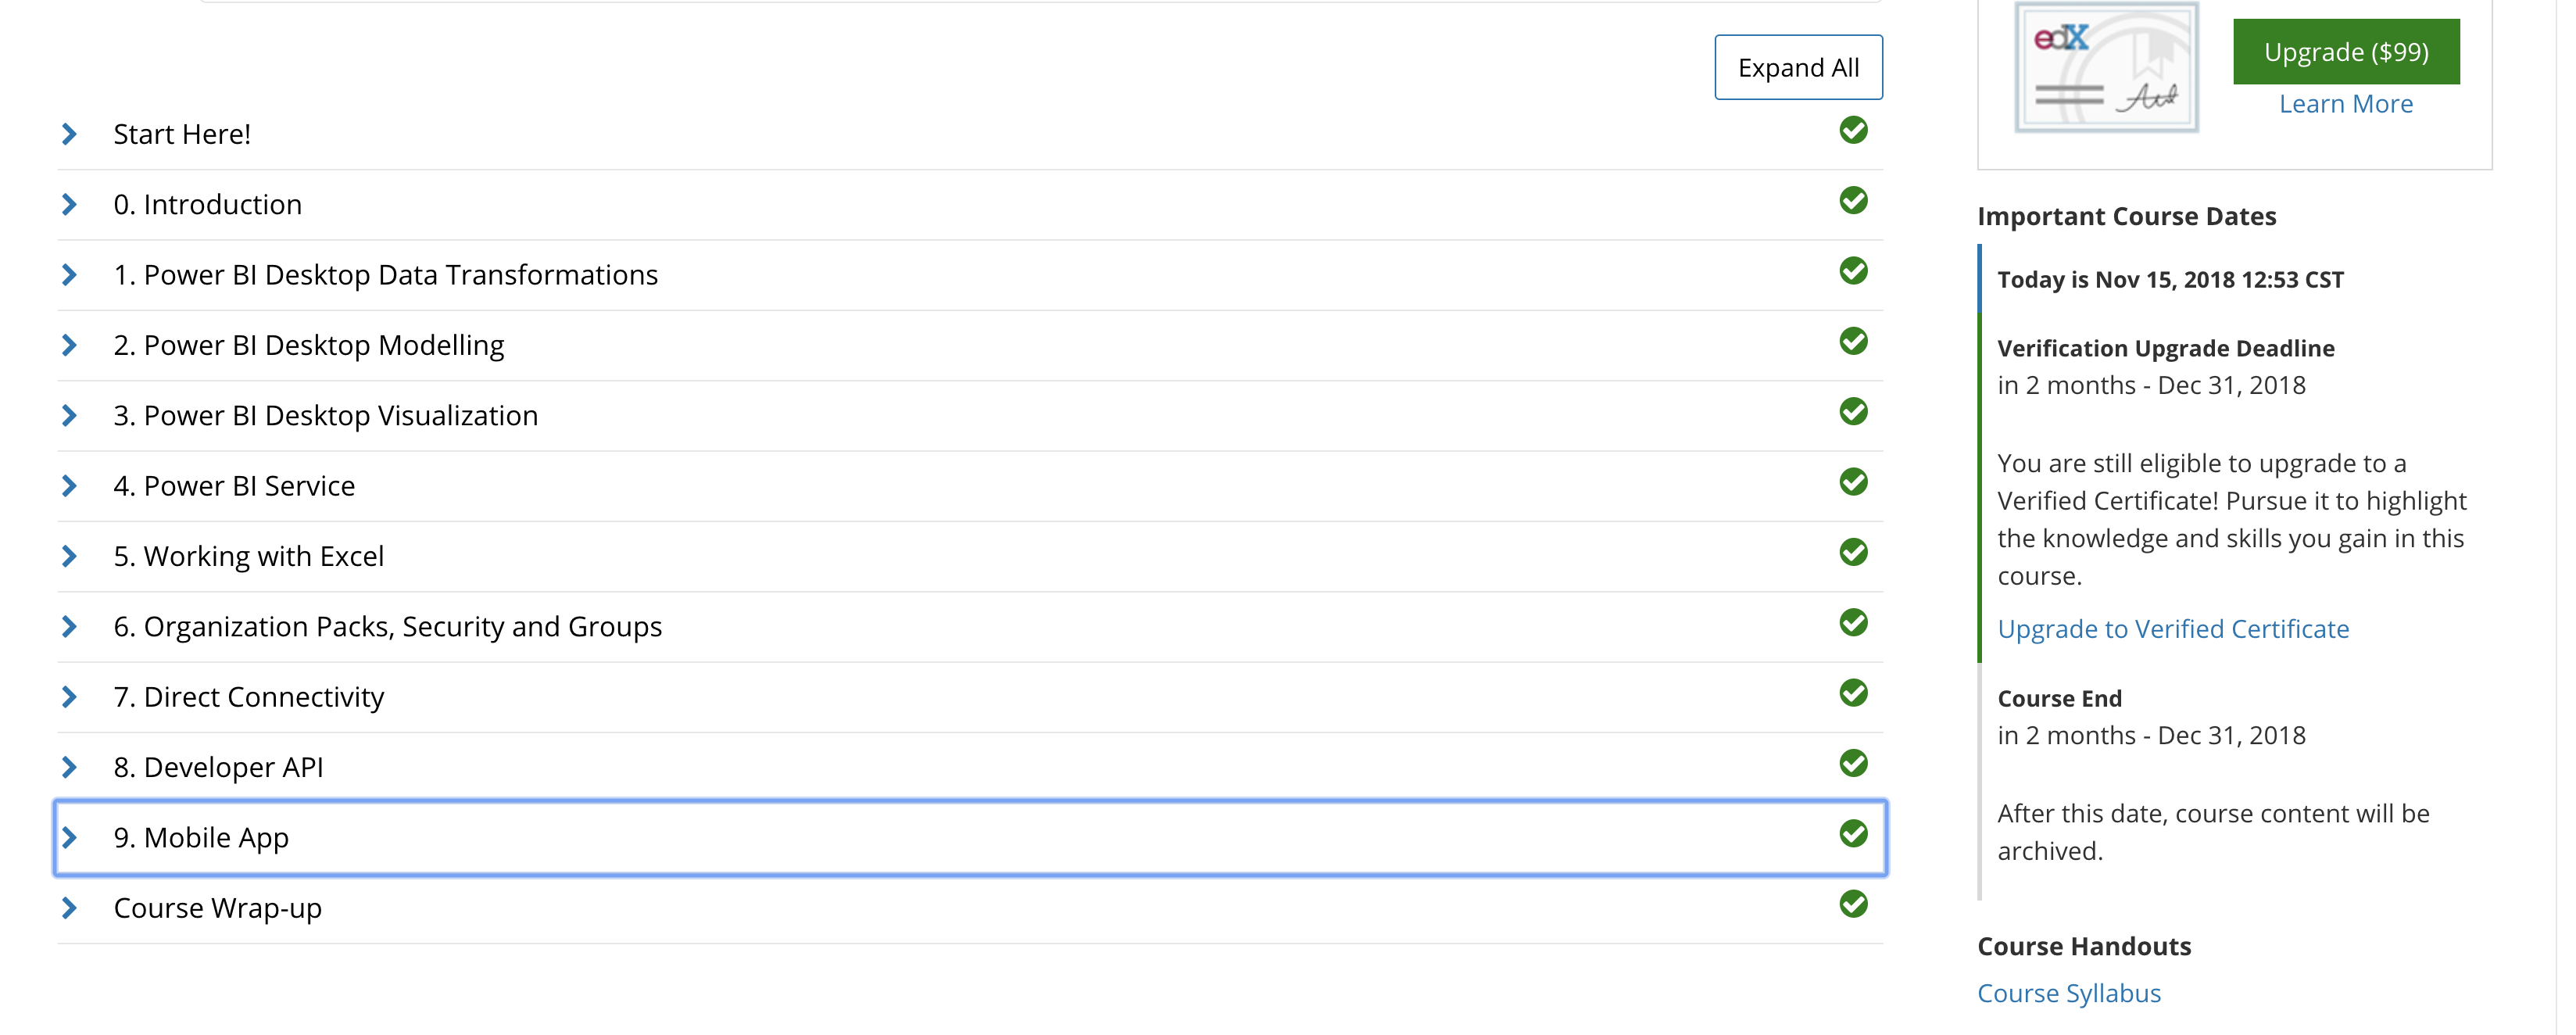 Expand All
Start Here!
0. Introduction
1. Power BI Desktop Data Transformations
2. Power BI Desktop Modelling
3. Power BI Desktop Visualization
4. Power BI Service
5. Working with Excel
6. Organization Packs, Security and Groups
7. Direct Connectivity
8. Developer API
9. Mobile App
Course Wrap-up
edX
Upgrade ($99)
Learn More
Important Course Dates
Today is Nov 15, 2018 12:53 CST
Verification Upgrade Deadline
in 2 months - Dec 31, 2018
You are still eligible to upgrade to a
Verified Certificate! Pursue it to highlight
the knowledge and skills you gain in this
course.
Upgrade to Verified Certificate
Course End
in 2 months - Dec 31, 2018
After this date, course content will be
archived.
Course Handouts
Course Syllabus